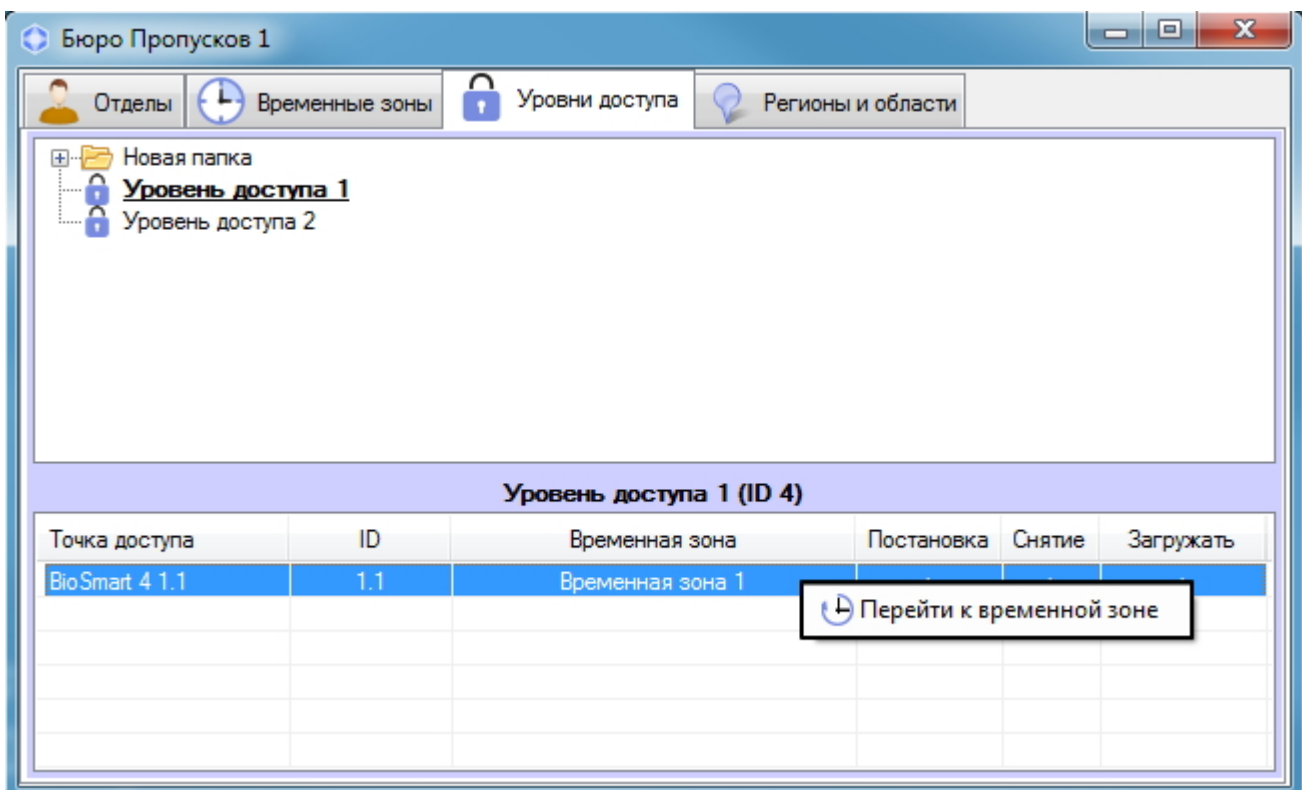 Бюро Пропусков 1
Отделы Временные зоны Уровни доступа Регионы и области
Новая папка
Уровень доступа 1
Уровень доступа 2
Уровень доступа 1 (ID 4)
Точка доступа ID Временная зона Постановка Снятие Загружать
BioSmart 4 1.1 1.1 Временная зона 1
Перейти к временной зоне